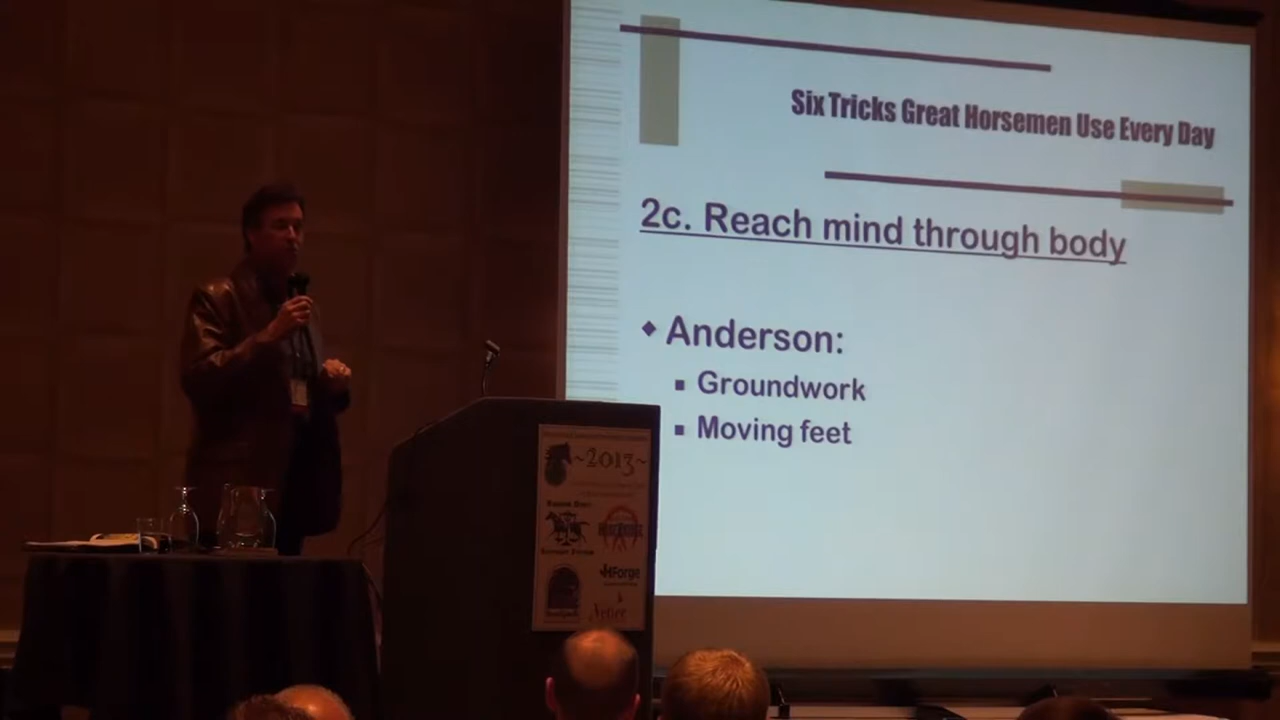 Six Tricks Great Horsemen Use Every Day
2c. Reach mind through body
Anderson:
Groundwork
Moving feet
~2013~